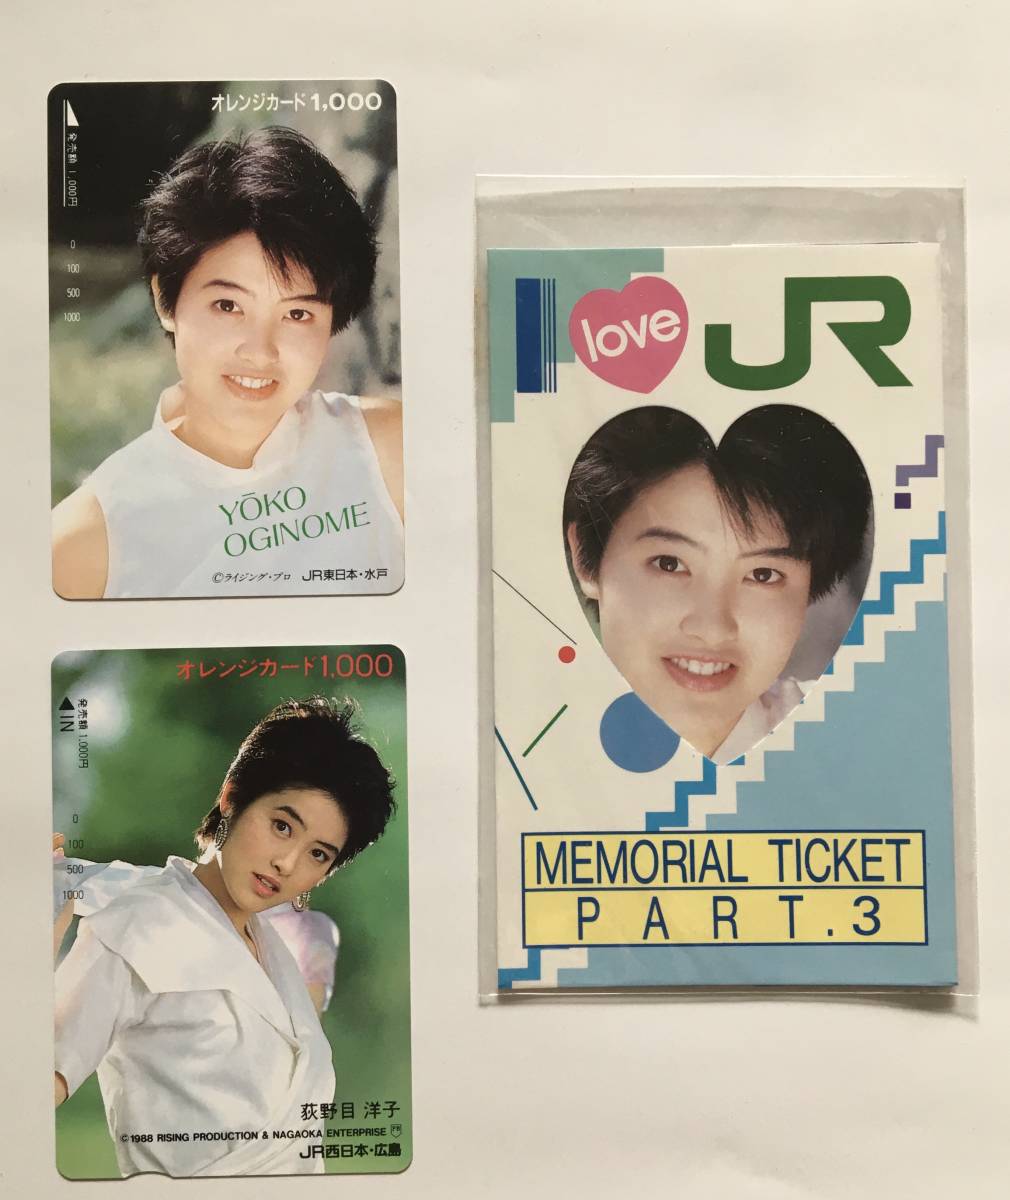 オレンジカード1,000
発売額 1,000円
0
100
500
1000
YŌKO
OGINOME
©ライジング・プロ JR東日本・水戸
オレンジカード1,000
発売額 1,000円
IN
0
100
500
1000
荻野目 洋子
©1988 RISING PRODUCTION & NAGAOKA ENTERPRISE
JR西日本・広島
I love JR
MEMORIAL TICKET
PART.3